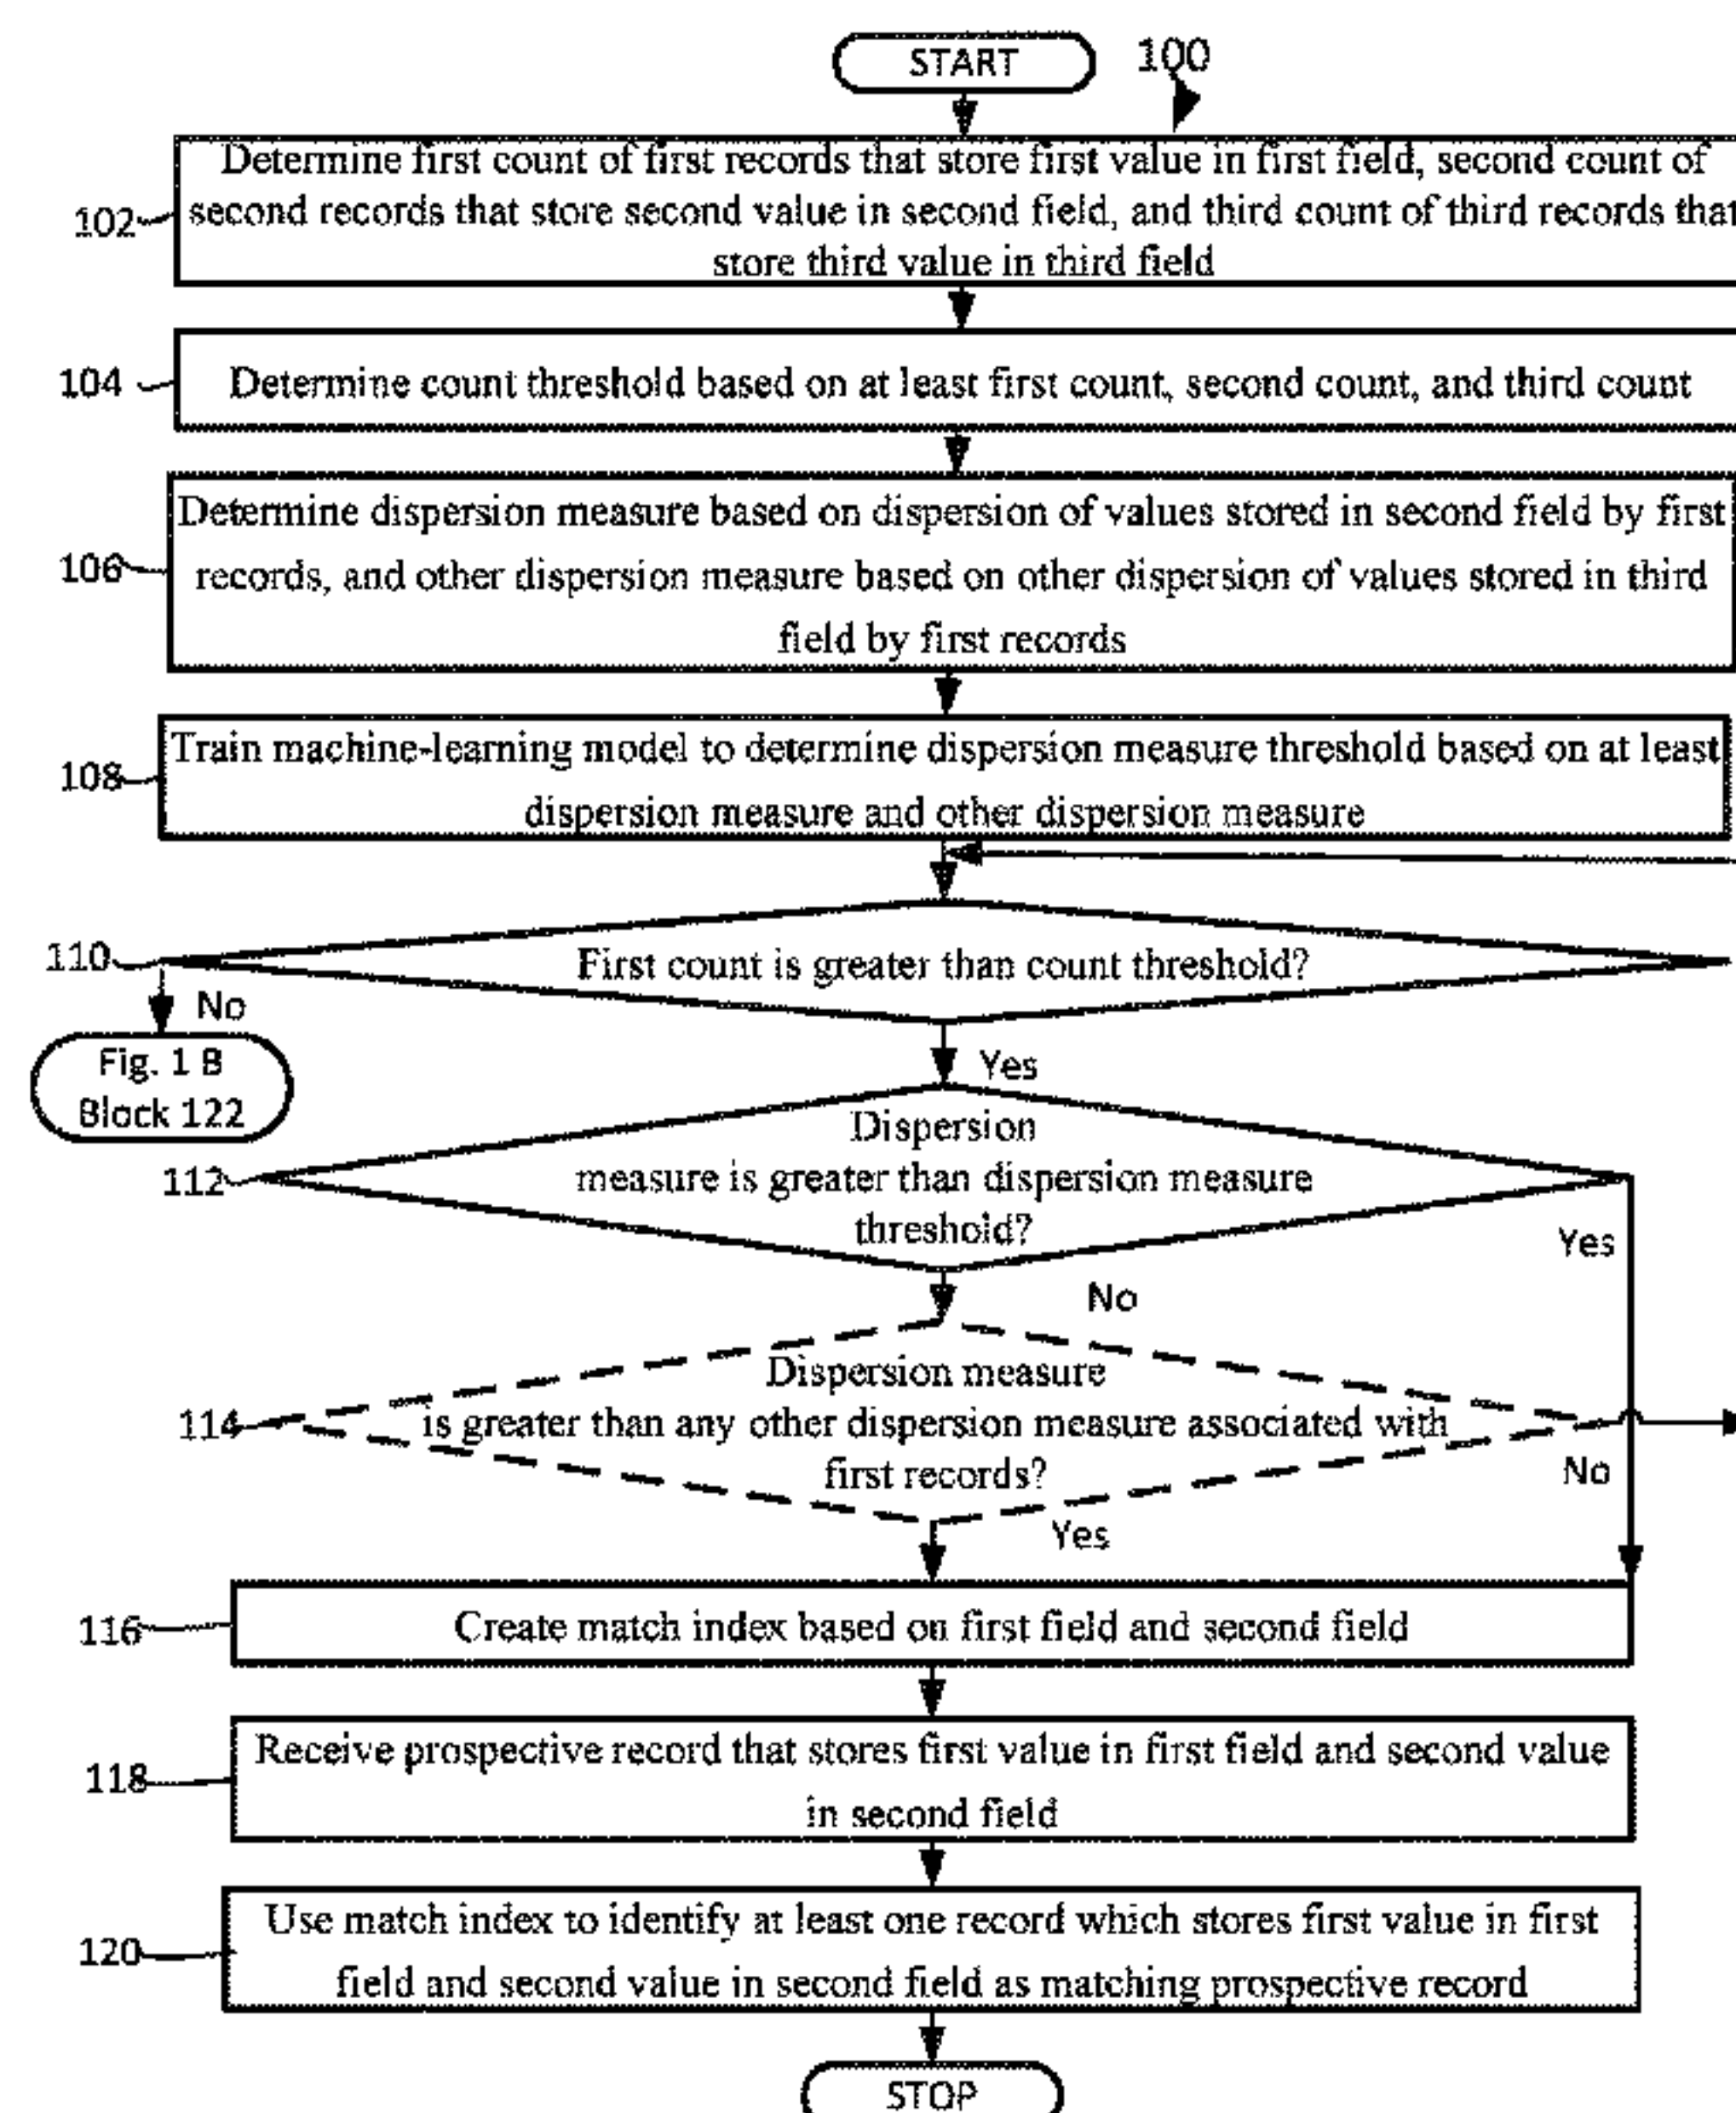 START
100
Determine first count of first records that store first value in first field, second count of
102
second records that store second value in second field, and third count of third records that
store third value in third field
104
Determine count threshold based on at least first count, second count, and third count
Determine dispersion measure based on dispersion of values stored in second field by first
106
records, and other dispersion measure based on other dispersion of values stored in third
field by first records
Train machine-learning model to determine dispersion measure threshold based on at least
108
dispersion measure and other dispersion measure
110
First count is greater than count threshold?
No
Fig. 1 B
Block 122
Yes
Dispersion
112
measure is greater than dispersion measure
threshold?
Yes
No
Dispersion measure
114
is greater than any other dispersion measure associated with
first records?
No
Yes
116
Create match index based on first field and second field
Receive prospective record that stores first value in first field and second value
118
in second field
Use match index to identify at least one record which stores first value in first
120
field and second value in second field as matching prospective record
STOP